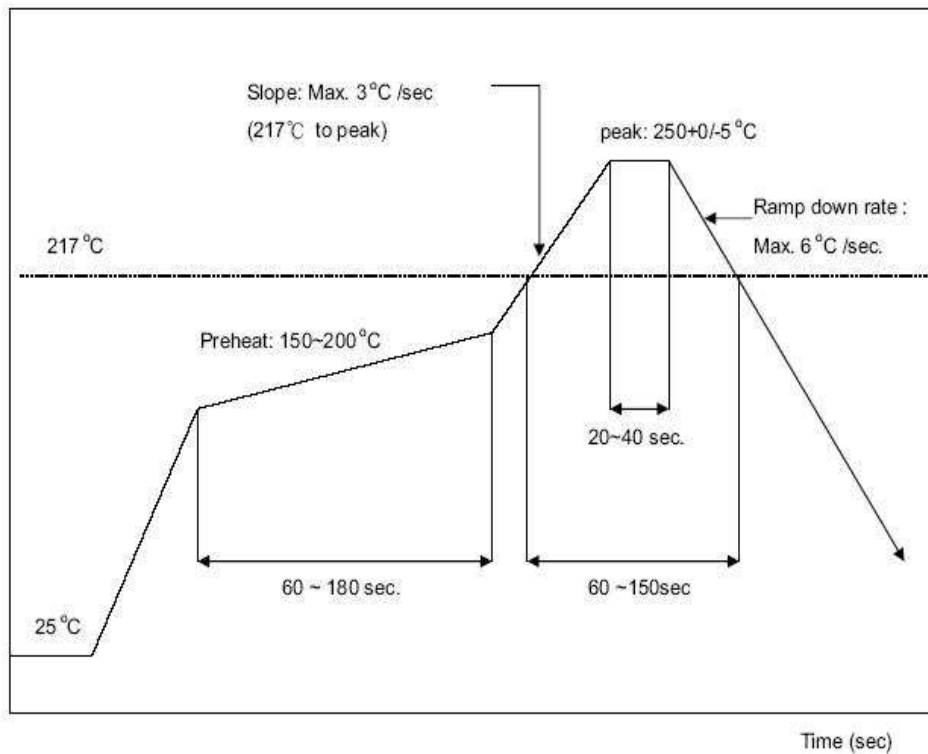 Slope: Max. 3°C /sec
(217℃ to peak)
peak: 250+0/-5°C
Ramp down rate :
Max. 6°C /sec.
217°C
Preheat: 150~200°C
20~40 sec.
60 ~ 180 sec.
60 ~150sec
25°C
Time (sec)